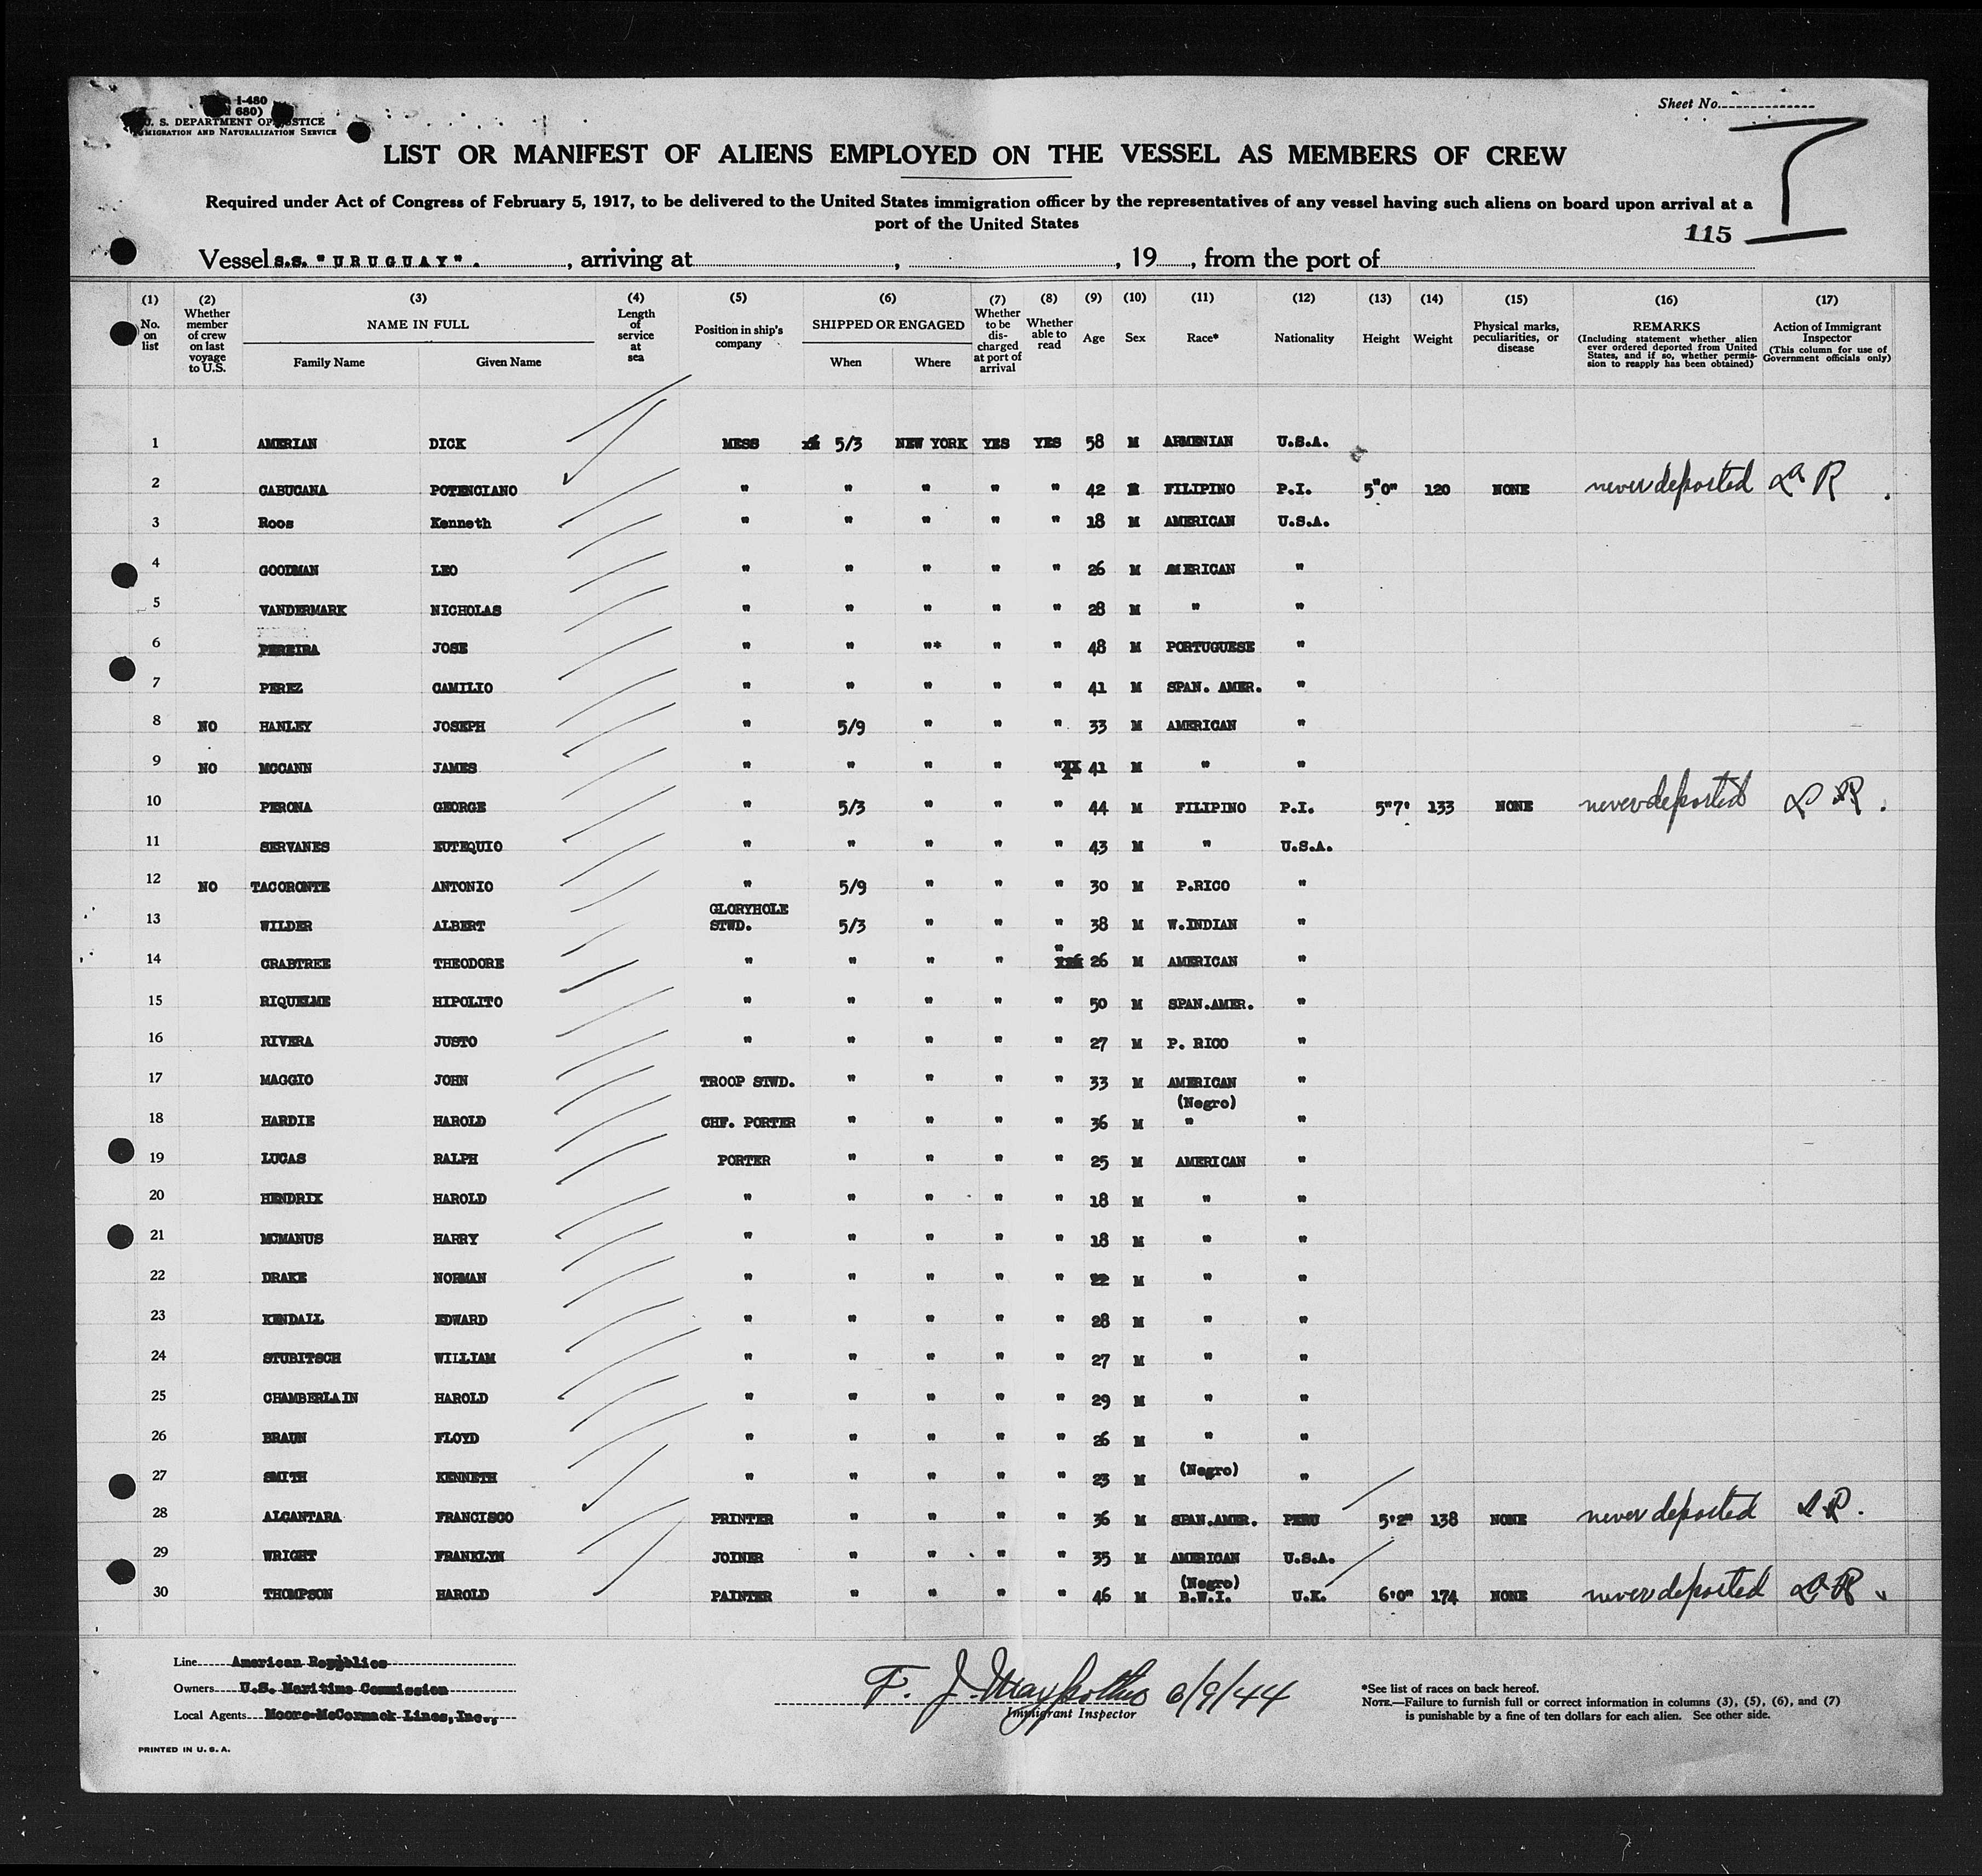 I-480
680)
U. S. DEPARTMENT OF JUSTICE
IMMIGRATION AND NATURALIZATION SERVICE
Sheet No.
LIST OR MANIFEST OF ALIENS EMPLOYED ON THE VESSEL AS MEMBERS OF CREW
Required under Act of Congress of February 5, 1917, to be delivered to the United States immigration officer by the representatives of any vessel having such aliens on board upon arrival at a
port of the United States
115
Vessel S.S. "URUGUAY". , arriving at , , 19 , from the port of
(1) No. on list (2) Whether member of crew on last voyage to U.S. (3) NAME IN FULL Family Name Given Name (4) Length of service at sea (5) Position in ship's company (6) SHIPPED OR ENGAGED When Where (7) Whether to be discharged at port of arrival (8) Whether able to read (9) Age (10) Sex (11) Race* (12) Nationality (13) Height (14) Weight (15) Physical marks, peculiarities, or disease (16) REMARKS (Including statement whether alien ever ordered deported from United States, and if so, whether permission to reapply has been obtained) (17) Action of Immigrant Inspector (This column for use of Government officials only)
1 AMERIAN DICK MESS 5/3 NEW YORK YES YES 58 M ARMENIAN U.S.A.
2 CABUCANA POTENCIANO " " " " " 42 M FILIPINO P.I. 5"0" 120 NONE never deported
3 Roos Kenneth " " " " " 18 M AMERICAN U.S.A.
4 GOODMAN LEO " " " " " 26 M AMERICAN "
5 VANDERMARK NICHOLAS " " " " " 28 M " "
6 PEREIRA JOSE " " "* " " 48 M PORTUGUESE "
7 PEREZ CAMILIO " " " " " 41 M SPAN. AMER. "
8 NO HANLEY JOSEPH " 5/9 " " " 33 M AMERICAN "
9 NO MCCANN JAMES " " " " " 41 M " "
10 PERONA GEORGE " 5/3 " " " 44 M FILIPINO P.I. 5"7' 133 NONE never deported
11 SERVANES EUTEQUIO " " " " " 43 M " U.S.A.
12 NO TACORONTE ANTONIO " 5/9 " " " 30 M P.RICO "
13 WILDER ALBERT GLORYHOLE STWD. 5/3 " " " 38 M W.INDIAN "
14 CRABTREE THEODORE " " " " " 26 M AMERICAN "
15 RIQUELME HIPOLITO " " " " " 50 M SPAN.AMER. "
16 RIVERA JUSTO " " " " " 27 M P. RICO "
17 MAGGIO JOHN TROOP STWD. " " " " 33 M AMERICAN "
18 HARDIE HAROLD CHF. PORTER " " " " 36 M (Negro) " "
19 LUCAS RALPH PORTER " " " " 25 M AMERICAN "
20 HENDRIX HAROLD " " " " " 18 M " "
21 MCMANUS HARRY " " " " " 18 M " "
22 DRAKE NORMAN " " " " " 22 M " "
23 KENDALL EDWARD " " " " " 28 M " "
24 STUBITSCH WILLIAM " " " " " 27 M " "
25 CHAMBERLAIN HAROLD " " " " " 29 M " "
26 BRAUN FLOYD " " " " " 26 M " "
27 SMITH KENNETH " " " " " 23 M (Negro) "
28 ALCANTARA FRANCISCO PRINTER " " " " 36 M SPAN.AMER. PERU 5'2" 138 NONE never deported
29 WRIGHT FRANKLYN JOINER " " " " 35 M AMERICAN U.S.A.
30 THOMPSON HAROLD PAINTER " " " " 46 M (Negro) B.W.I. U.K. 6'0" 174 NONE never deported
Line American Republics
Owners U.S. Maritime Commission
Local Agents Moore-McCormack Lines, Inc.,
F. J. 6/9/44
Immigrant Inspector
*See list of races on back hereof.
NOTE.—Failure to furnish full or correct information in columns (3), (5), (6), and (7)
is punishable by a fine of ten dollars for each alien. See other side.
PRINTED IN U. S. A.